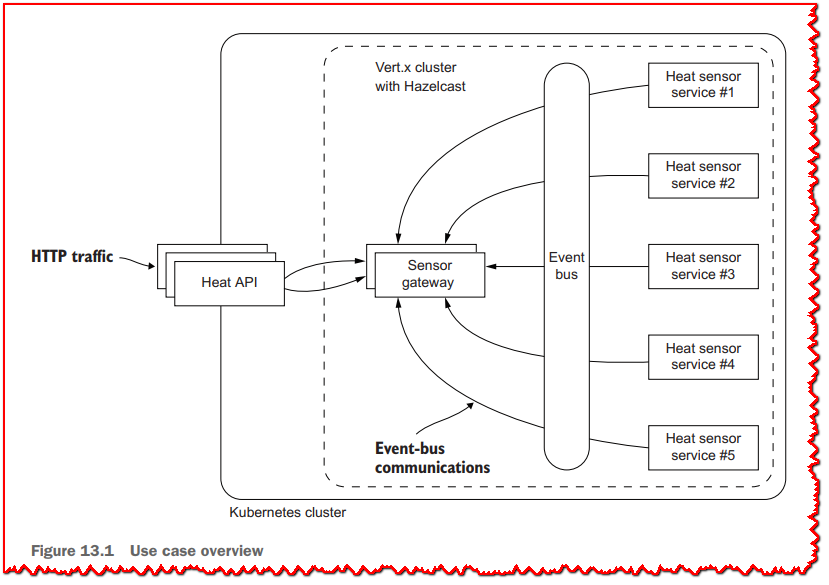 Vert.x cluster
with Hazelcast
Heat sensor
service #1
Heat sensor
service #2
HTTP traffic
Heat API
Sensor
gateway
Event
bus
Heat sensor
service #3
Heat sensor
service #4
Event-bus
communications
Heat sensor
service #5
Kubernetes cluster
Figure 13.1 Use case overview